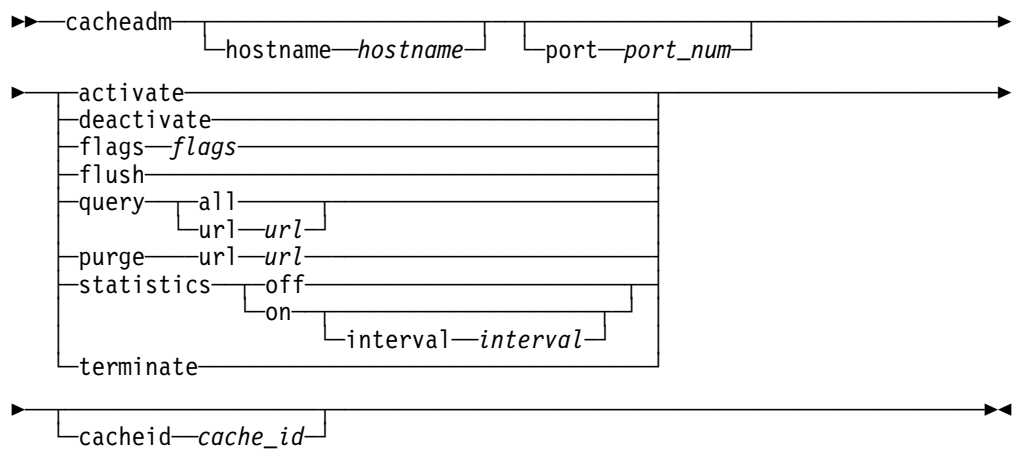 cacheadm
hostname hostname port port_num
activate
deactivate
flags flags
flush
query all
url url
purge url url
statistics off
on
interval interval
terminate
cacheid cache_id